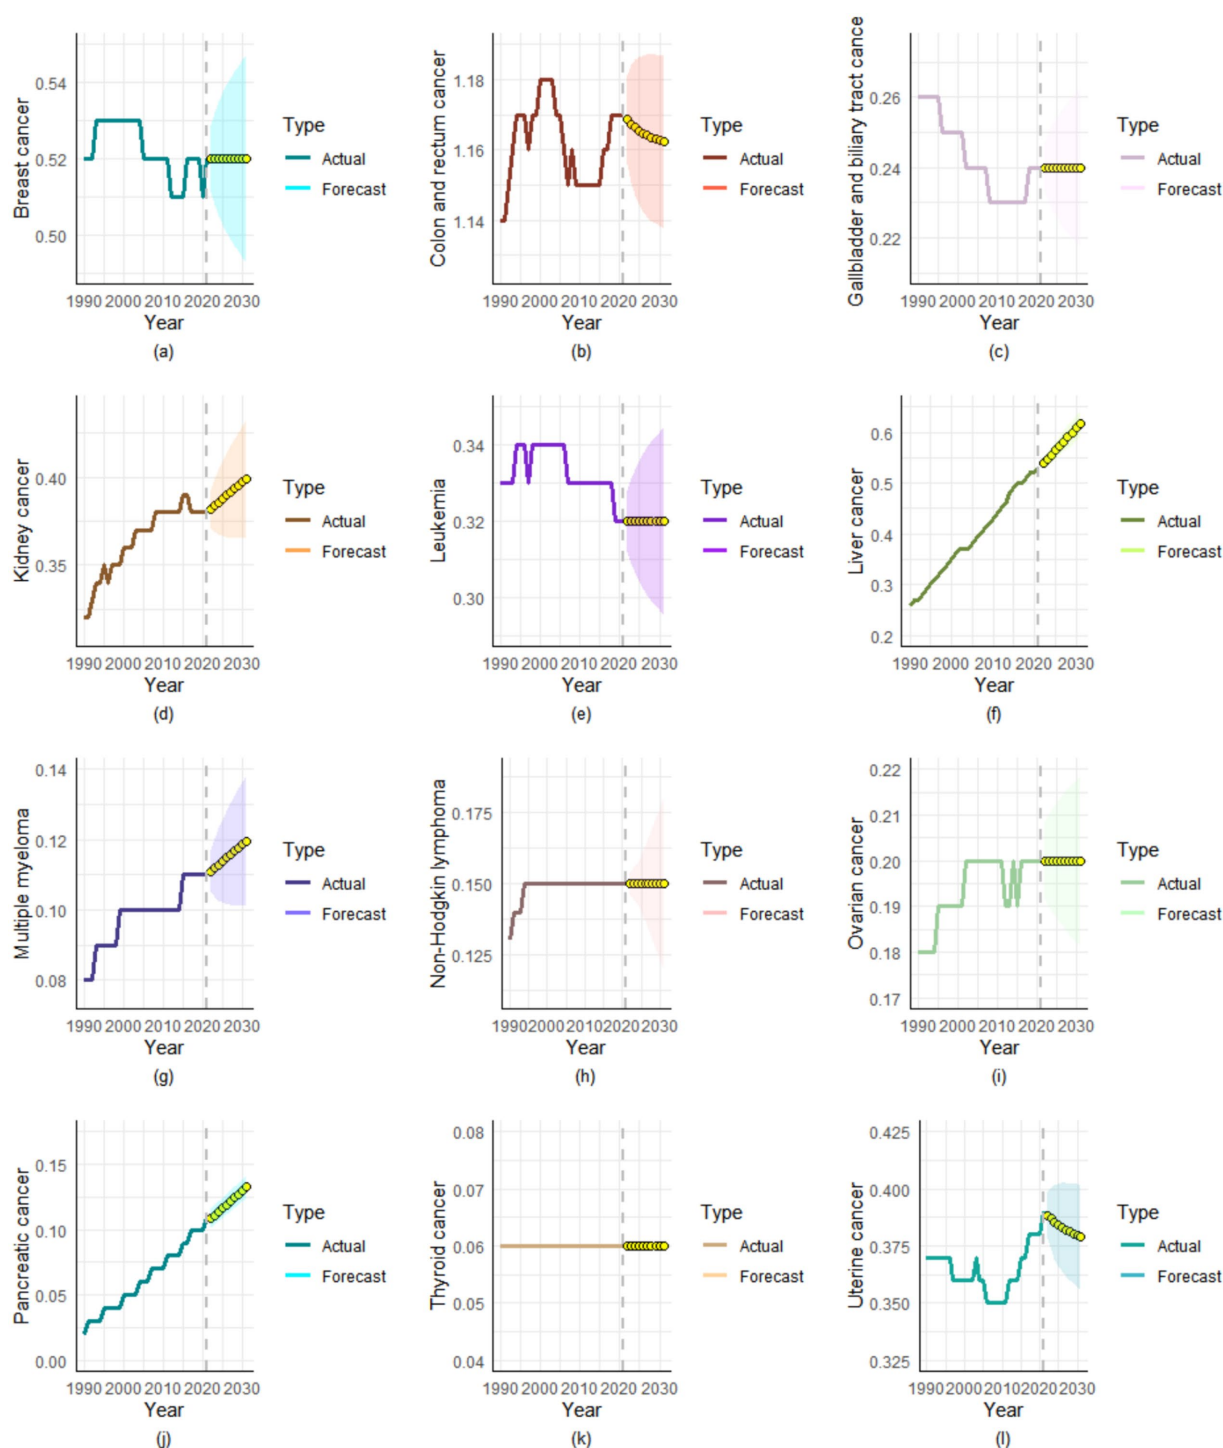 Breast cancer
0.54
0.52
0.50
1990 2000 2010 2020 2030
Year
(a)
Type
Actual
Forecast
Colon and rectum cancer
1.18
1.16
1.14
1990 2000 2010 2020 2030
Year
(b)
Type
Actual
Forecast
Gallbladder and biliary tract cance
0.26
0.24
0.22
1990 2000 2010 2020 2030
Year
(c)
Type
Actual
Forecast
Kidney cancer
0.40
0.35
1990 2000 2010 2020 2030
Year
(d)
Type
Actual
Forecast
Leukemia
0.34
0.32
0.30
1990 2000 2010 2020 2030
Year
(e)
Type
Actual
Forecast
Liver cancer
0.6
0.5
0.4
0.3
0.2
1990 2000 2010 2020 2030
Year
(f)
Type
Actual
Forecast
Multiple myeloma
0.14
0.12
0.10
0.08
1990 2000 2010 2020 2030
Year
(g)
Type
Actual
Forecast
Non-Hodgkin lymphoma
0.175
0.150
0.125
1990 2000 2010 2020 2030
Year
(h)
Type
Actual
Forecast
Ovarian cancer
0.22
0.21
0.20
0.19
0.18
0.17
1990 2000 2010 2020 2030
Year
(i)
Type
Actual
Forecast
Pancreatic cancer
0.15
0.10
0.05
0.00
1990 2000 2010 2020 2030
Year
(j)
Type
Actual
Forecast
Thyroid cancer
0.08
0.07
0.06
0.05
0.04
1990 2000 2010 2020 2030
Year
(k)
Type
Actual
Forecast
Uterine cancer
0.425
0.400
0.375
0.350
0.325
1990 2000 2010 2020 2030
Year
(l)
Type
Actual
Forecast